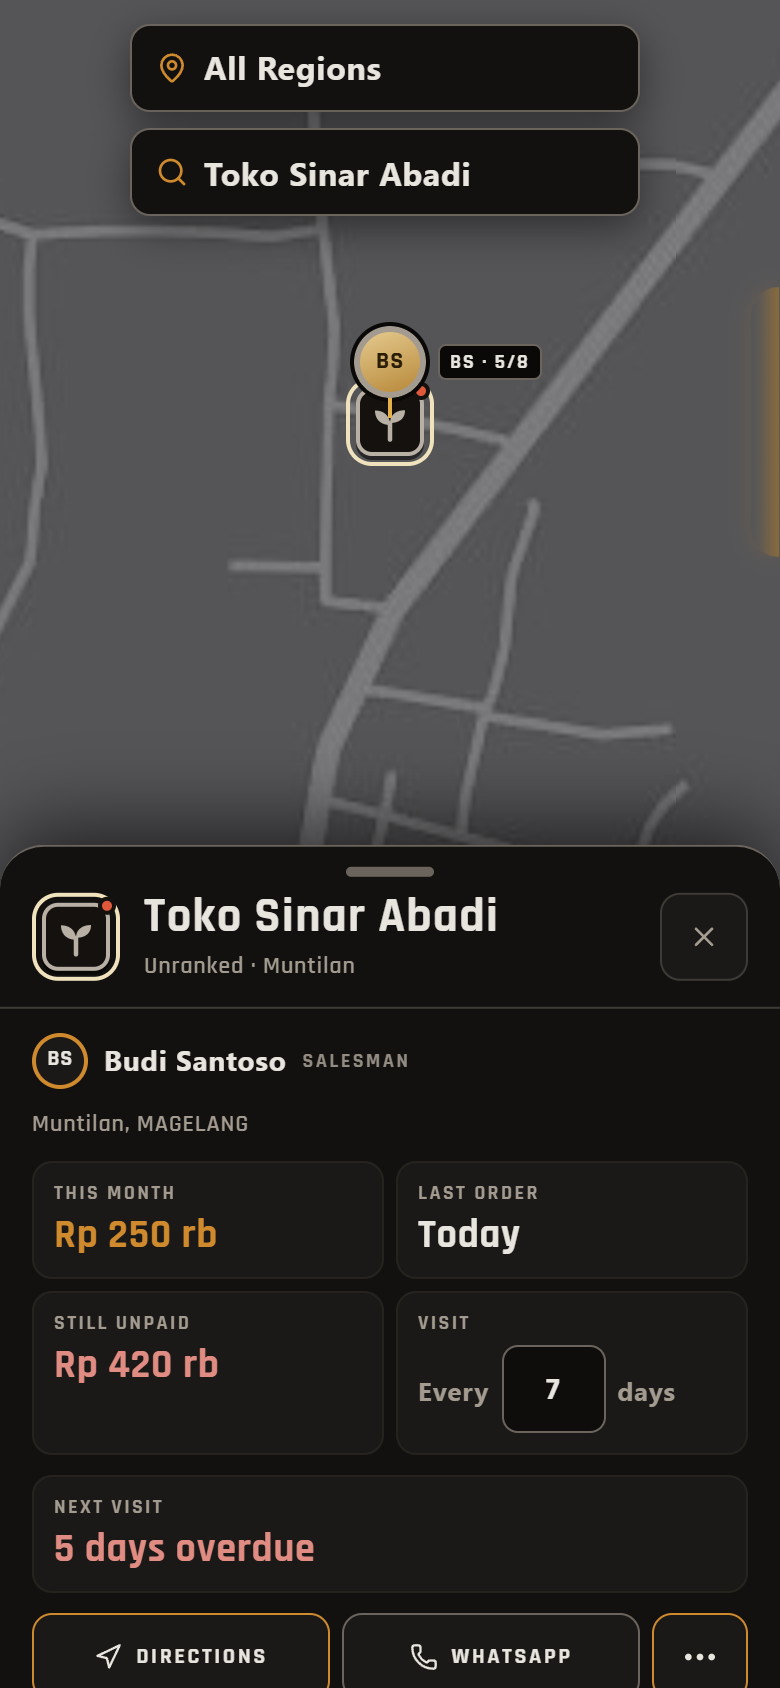 All Regions
Toko Sinar Abadi
BS
BS · 5/8
Toko Sinar Abadi
Unranked · Muntilan
BS
Budi Santoso SALESMAN
Muntilan, MAGELANG
THIS MONTH
Rp 250 rb
LAST ORDER
Today
STILL UNPAID
Rp 420 rb
VISIT
Every 7 days
NEXT VISIT
5 days overdue
DIRECTIONS
WHATSAPP